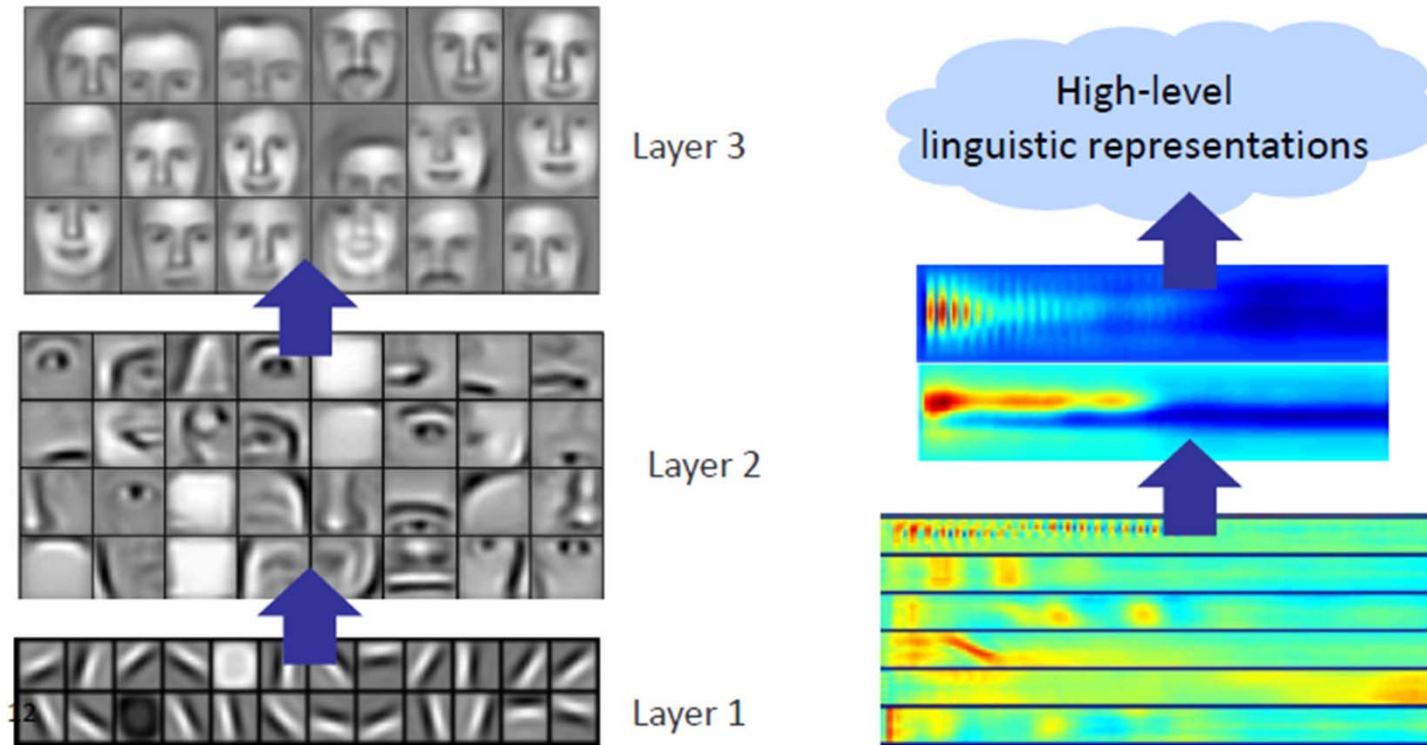 Layer 3
High-level
linguistic representations
Layer 2
12
Layer 1